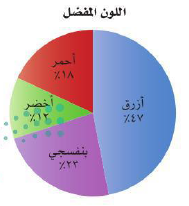 اللون المفضل
أحمر
٪١٨
أزرق
٪٤٧
أخضر
٪١٢
بنفسجي
٪٢٣